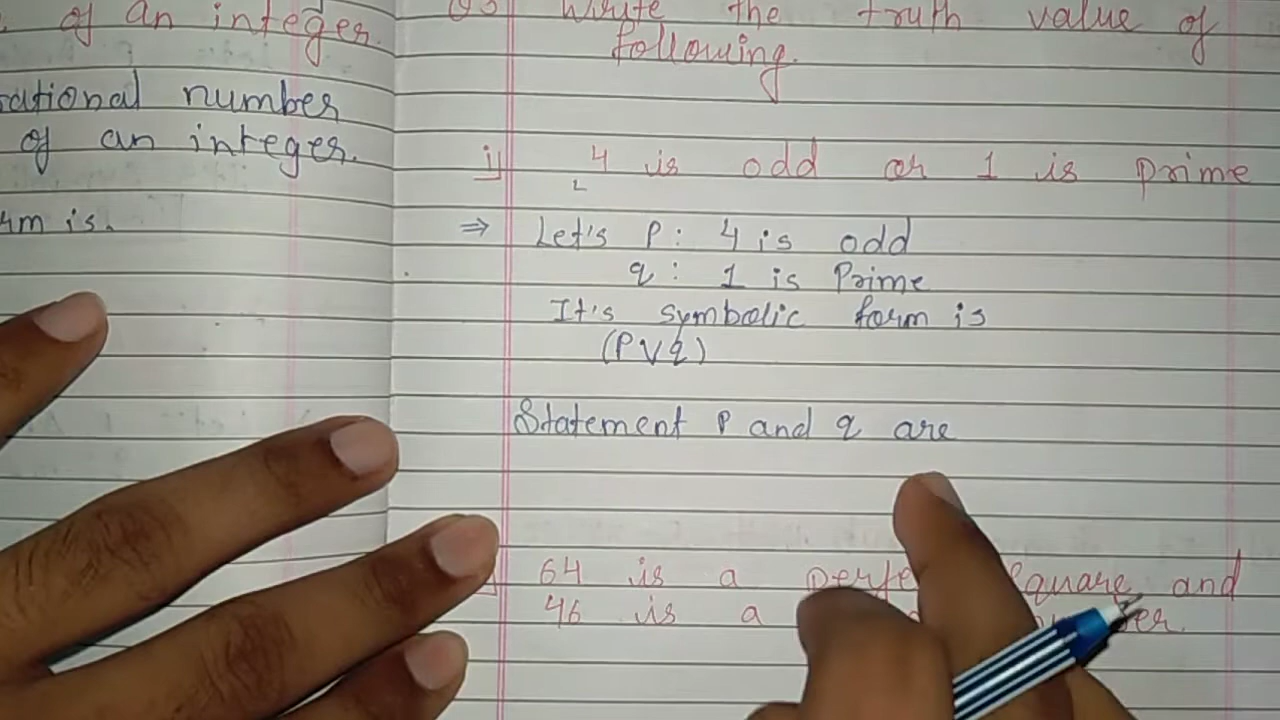 of an integer
rational number
of an integer.
is.
Write the truth value of
following.
i) 4 is odd or 1 is prime
⇒ Let's P: 4 is odd
q: 1 is Prime
It's symbolic form is
(P∨q)
Statement P and q are
64 is a square and
46 is a